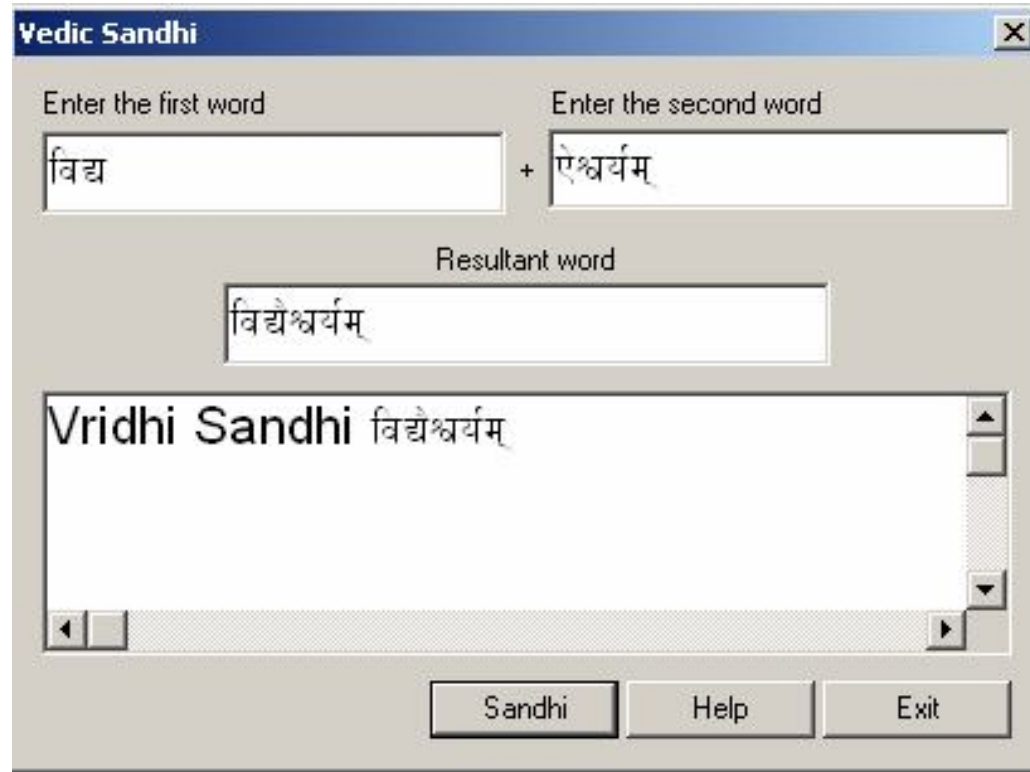 Vedic Sandhi
Enter the first word Enter the second word
विद्य + ऐश्वर्यम्
Resultant word
विद्यैश्वर्यम्
Vridhi Sandhi विद्यैश्वर्यम्
Sandhi Help Exit